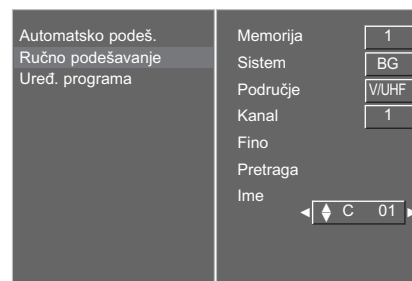 Automatsko podeš.
Ručno podešavanje
Uređ. programa
Memorija 1
Sistem BG
Područje V/UHF
Kanal 1
Fino
Pretraga
Ime
C 01